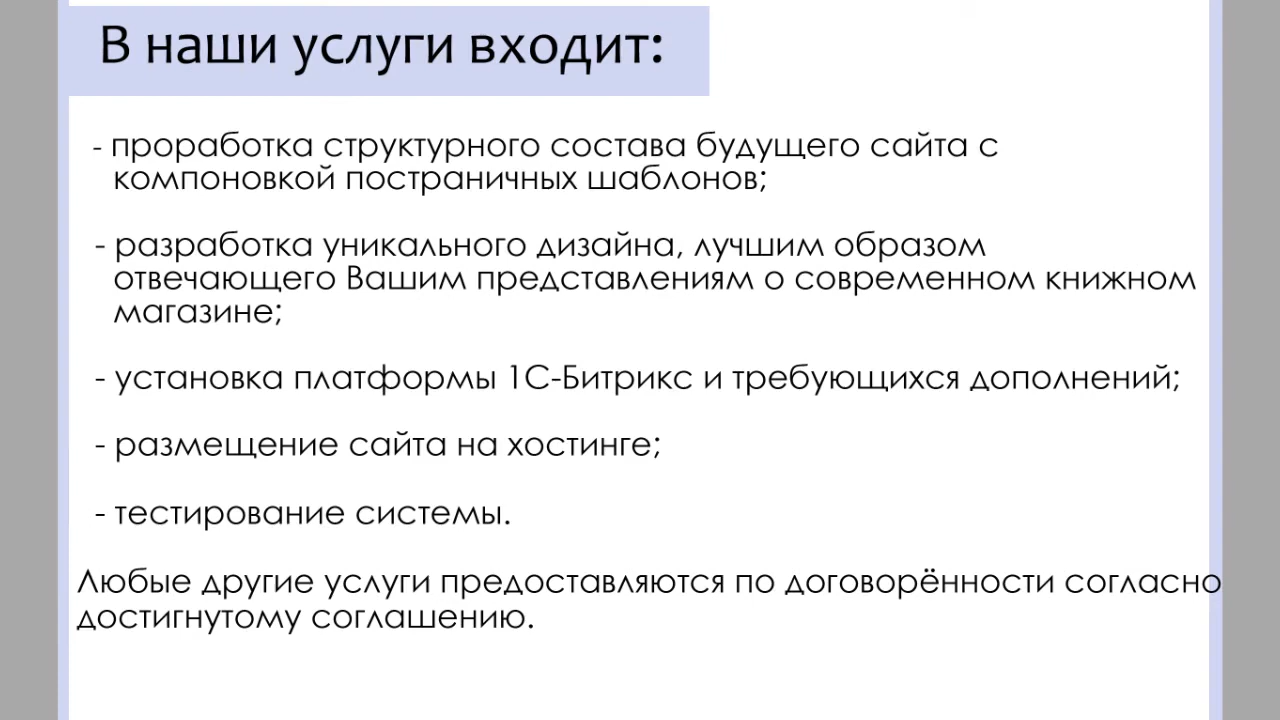 В наши услуги входит:
- проработка структурного состава будущего сайта с
компоновкой постраничных шаблонов;
- разработка уникального дизайна, лучшим образом
отвечающего Вашим представлениям о современном книжном
магазине;
- установка платформы 1С-Битрикс и требующихся дополнений;
- размещение сайта на хостинге;
- тестирование системы.
Любые другие услуги предоставляются по договорённости согласно
достигнутому соглашению.